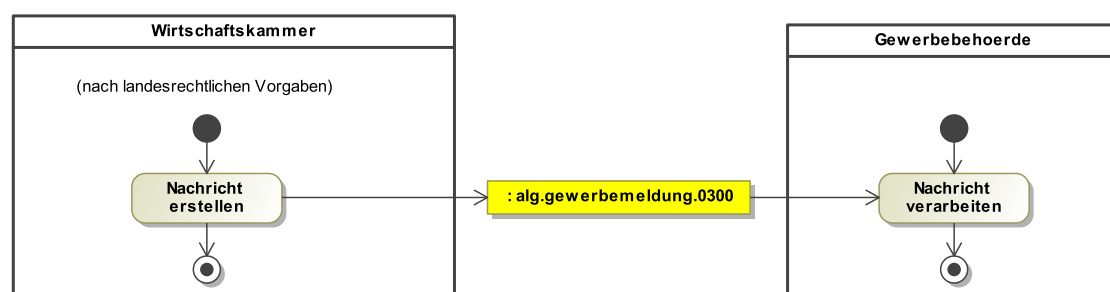 Wirtschaftskammer
(nach landesrechtlichen Vorgaben)
Nachricht
erstellen
: alg.gewerbemeldung.0300
Gewerbebehoerde
Nachricht
verarbeiten